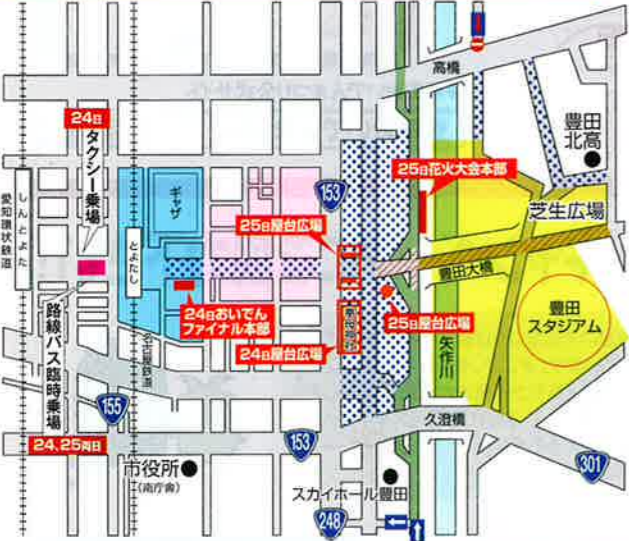 高橋
24日
タクシー乗場
豊田
北高
ギャザ
153
25日花火大会本部
芝生広場
愛知環状鉄道
しんとよた
とよたし
25日屋台広場
豊田大橋
24日おいでん
ファイナル本部
豊田
スタジアム
25日屋台広場
24日屋台広場
矢作川
名古屋鉄道
路線バス臨時乗場
155
久澄橋
24、25両日
153
市役所
(南庁舎)
301
スカイホール豊田
248